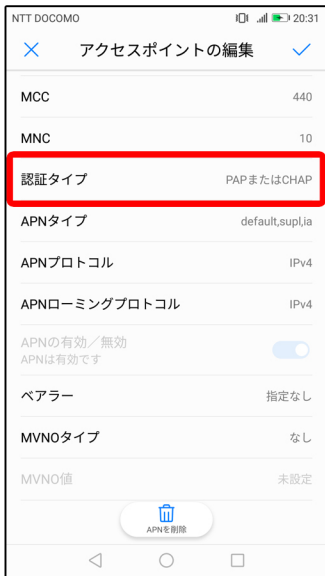 NTT DOCOMO 20:31
アクセスポイントの編集
MCC 440
MNC 10
認証タイプ PAPまたはCHAP
APNタイプ default,supl,ia
APNプロトコル IPv4
APNローミングプロトコル IPv4
APNの有効/無効
APNは有効です
ベアラー 指定なし
MVNOタイプ なし
MVNO値 未設定
APNを削除